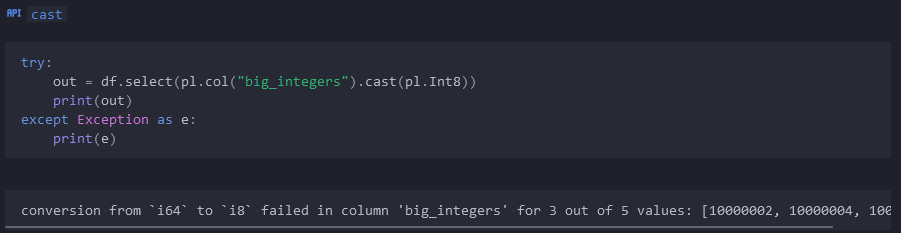 API cast
try:
    out = df.select(pl.col("big_integers").cast(pl.Int8))
    print(out)
except Exception as e:
    print(e)
conversion from `i64` to `i8` failed in column 'big_integers' for 3 out of 5 values: [10000002, 10000004, 100